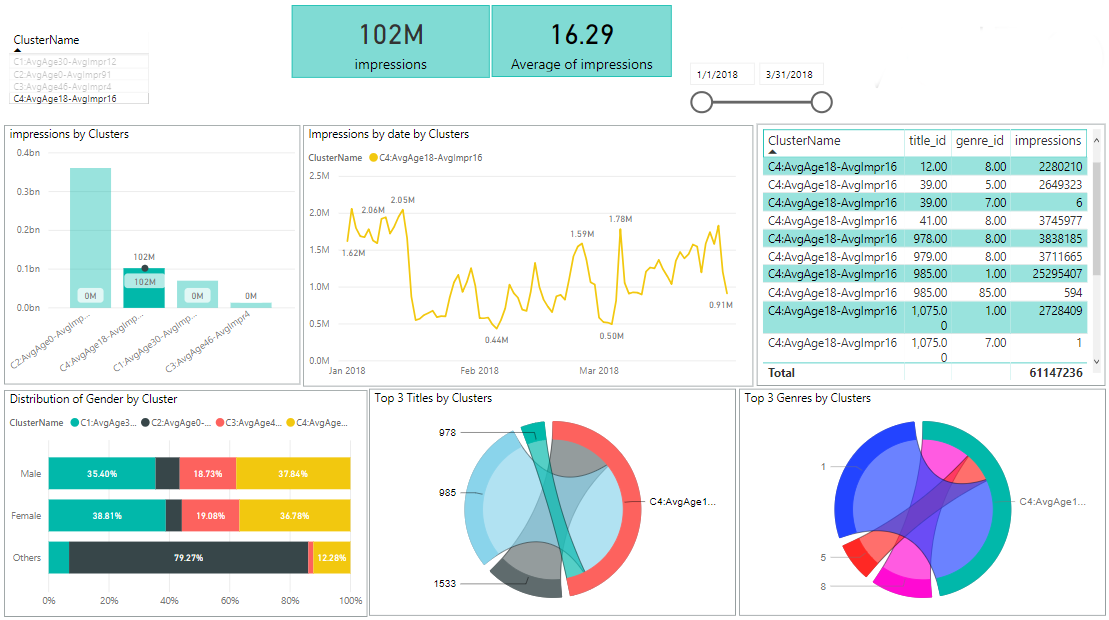 ClusterName
C1:AvgAge30-AvgImpr12
C2:AvgAge0-AvgImpr91
C3:AvgAge46-AvgImpr4
C4:AvgAge18-AvgImpr16
102M
impressions
16.29
Average of impressions
1/1/2018 3/31/2018
impressions by Clusters
0.4bn
0.3bn
0.2bn
0.1bn
0.0bn
0M
102M
102M
0M
0M
C2:AvgAge0-AvgImp...
C4:AvgAge18-AvgImp...
C1:AvgAge30-AvgImp...
C3:AvgAge46-AvgImpr4
Impressions by date by Clusters
ClusterName C4:AvgAge18-AvgImpr16
2.5M
2.0M
1.5M
1.0M
0.5M
0.0M
1.62M
2.06M
2.05M
0.44M
1.59M
0.50M
1.78M
0.91M
Jan 2018 Feb 2018 Mar 2018
ClusterName title_id genre_id impressions
C4:AvgAge18-AvgImpr16 12.00 8.00 2280210
C4:AvgAge18-AvgImpr16 39.00 5.00 2649323
C4:AvgAge18-AvgImpr16 39.00 7.00 6
C4:AvgAge18-AvgImpr16 41.00 8.00 3745977
C4:AvgAge18-AvgImpr16 978.00 8.00 3838185
C4:AvgAge18-AvgImpr16 979.00 8.00 3711665
C4:AvgAge18-AvgImpr16 985.00 1.00 25295407
C4:AvgAge18-AvgImpr16 985.00 85.00 594
C4:AvgAge18-AvgImpr16 1,075.0 1.00 2728409
0
C4:AvgAge18-AvgImpr16 1,075.0 7.00 1
0
Total 61147236
Distribution of Gender by Cluster
ClusterName C1:AvgAge3... C2:AvgAge0-... C3:AvgAge4... C4:AvgAge...
Male 35.40% 18.73% 37.84%
Female 38.81% 19.08% 36.78%
Others 79.27% 12.28%
0% 20% 40% 60% 80% 100%
Top 3 Titles by Clusters
978
985
1533
C4:AvgAge1...
Top 3 Genres by Clusters
1
5
8
C4:AvgAge1...